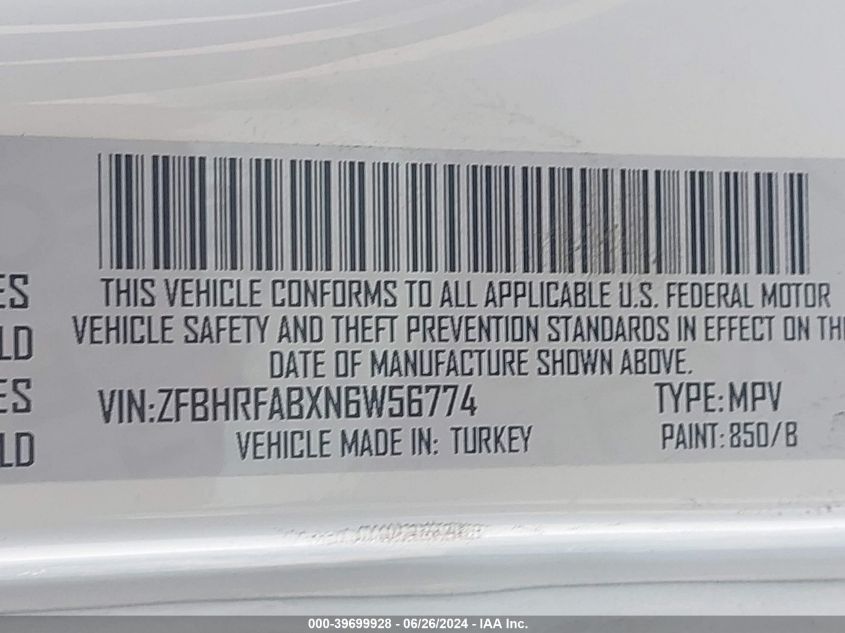 THIS VEHICLE CONFORMS TO ALL APPLICABLE U.S. FEDERAL MOTOR
VEHICLE SAFETY AND THEFT PREVENTION STANDARDS IN EFFECT ON THE
DATE OF MANUFACTURE SHOWN ABOVE.
VIN:ZFBHRFABXN6W56774 TYPE: MPV
VEHICLE MADE IN: TURKEY PAINT: 850/B
ES
LD
ES
LD
000-39699928 - 06/26/2024 - IAA Inc.